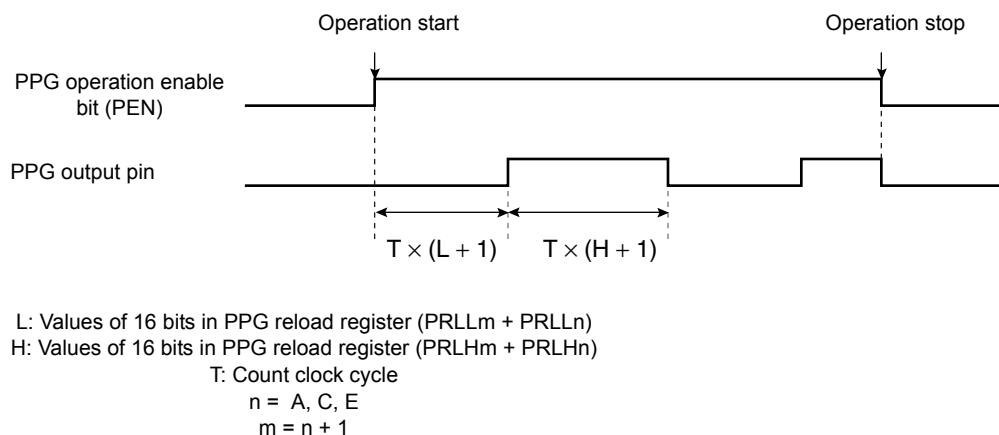 Operation start
Operation stop
PPG operation enable
bit (PEN)
PPG output pin
T × (L + 1)
T × (H + 1)
L: Values of 16 bits in PPG reload register (PRLLm + PRLLn)
H: Values of 16 bits in PPG reload register (PRLHm + PRLHn)
T: Count clock cycle
n = A, C, E
m = n + 1